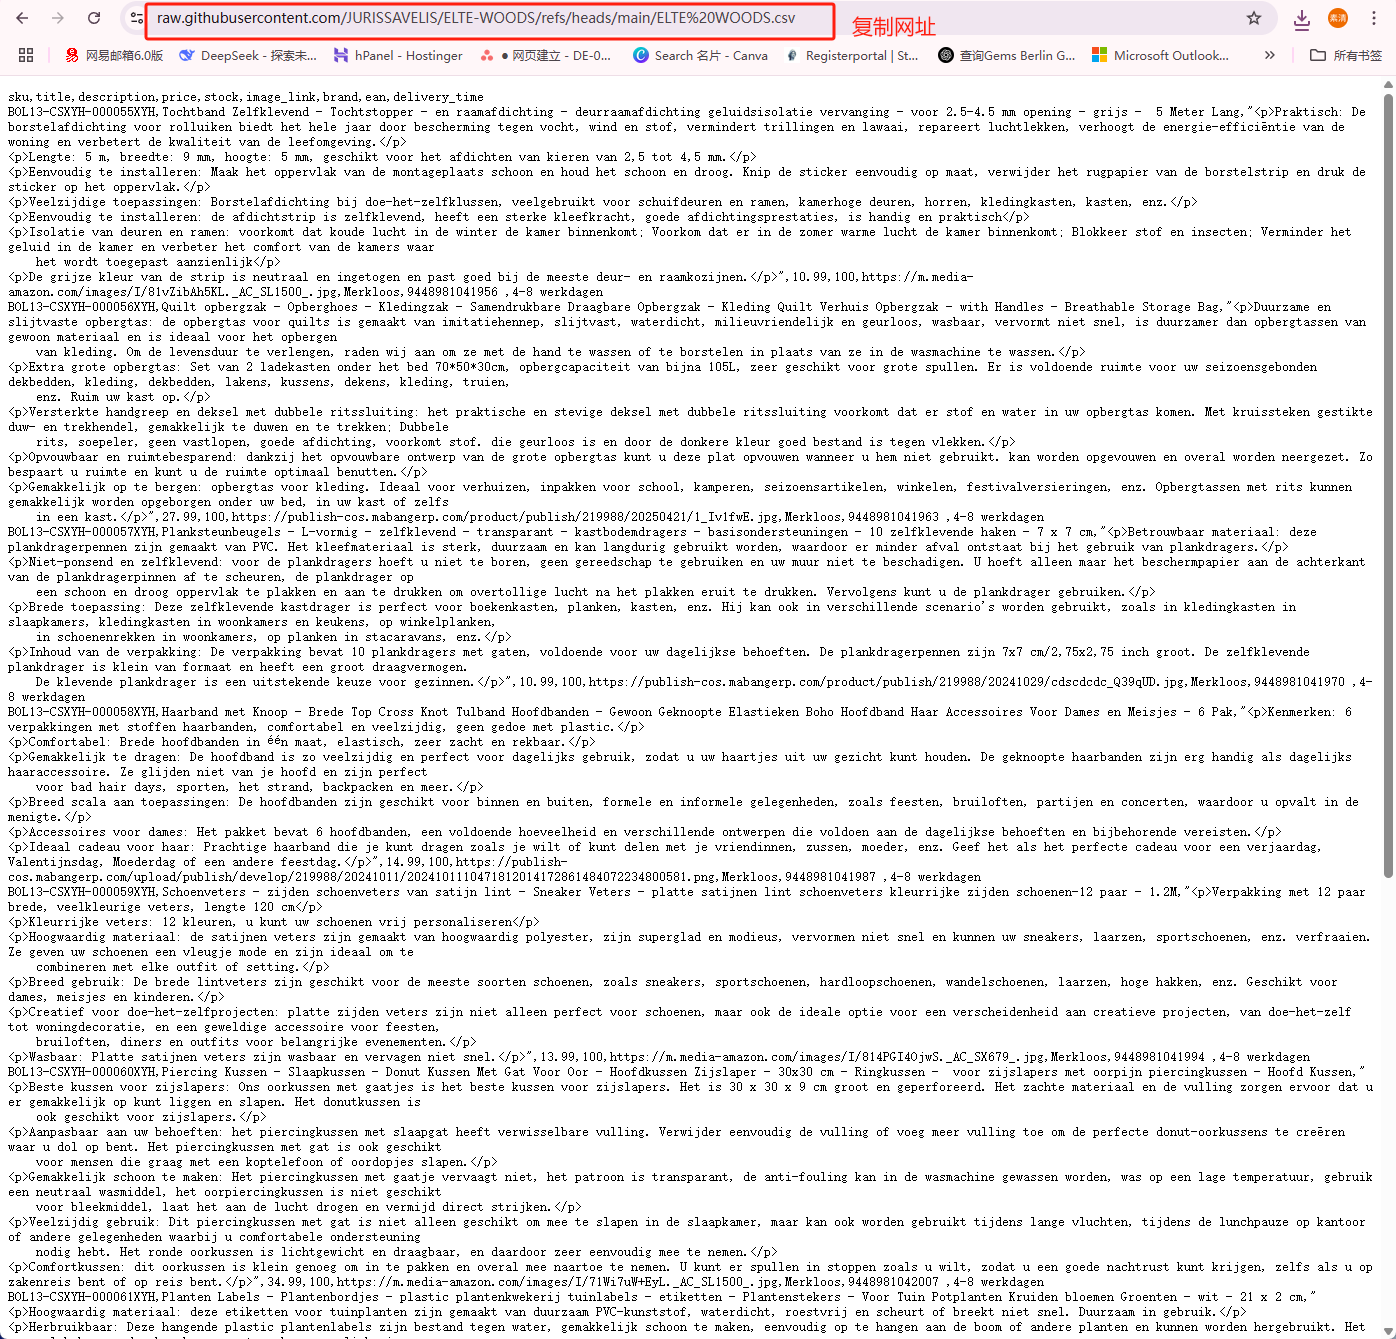 raw.githubusercontent.com/JURISSAVELIS/ELTE-WOODS/refs/heads/main/ELTE%20WOODS.csv
复制网址
素清
网易邮箱6.0版
DeepSeek - 探索未...
hPanel - Hostinger
● 网页建立 - DE-0...
Search 名片 - Canva
Registerportal | St...
查询Gems Berlin G...
Microsoft Outlook...
所有书签
sku,title,description,price,stock,image_link,brand,ean,delivery_time
BOL13-CSXYH-000055XYH,Tochtband Zelfklevend - Tochtstopper - en raamafdichting - deurraamafdichting geluidsisolatie vervanging - voor 2.5-4.5 mm opening - grijs -  5 Meter Lang,"<p>Praktisch: De
borstelafdichting voor rolluiken biedt het hele jaar door bescherming tegen vocht, wind en stof, vermindert trillingen en lawaai, repareert luchtlekken, verhoogt de energie-efficiëntie van de
woning en verbetert de kwaliteit van de leefomgeving.</p>
<p>Lengte: 5 m, breedte: 9 mm, hoogte: 5 mm, geschikt voor het afdichten van kieren van 2,5 tot 4,5 mm.</p>
<p>Eenvoudig te installeren: Maak het oppervlak van de montageplaats schoon en houd het schoon en droog. Knip de sticker eenvoudig op maat, verwijder het rugpapier van de borstelstrip en druk de
sticker op het oppervlak.</p>
<p>Veelzijdige toepassingen: Borstelafdichting bij doe-het-zelfklussen, veelgebruikt voor schuifdeuren en ramen, kamerhoge deuren, horren, kledingkasten, kasten, enz.</p>
<p>Eenvoudig te installeren: de afdichtstrip is zelfklevend, heeft een sterke kleefkracht, goede afdichtingsprestaties, is handig en praktisch</p>
<p>Isolatie van deuren en ramen: voorkomt dat koude lucht in de winter de kamer binnenkomt; Voorkom dat er in de zomer warme lucht de kamer binnenkomt; Blokkeer stof en insecten; Verminder het
geluid in de kamer en verbeter het comfort van de kamers waar
het wordt toegepast aanzienlijk</p>
<p>De grijze kleur van de strip is neutraal en ingetogen en past goed bij de meeste deur- en raamkozijnen.</p>",10.99,100,https://m.media-
amazon.com/images/I/81vZibAh5KL._AC_SL1500_.jpg,Merkloos,9448981041956 ,4-8 werkdagen
BOL13-CSXYH-000056XYH,Quilt opbergzak - Opberghoes - Kledingzak - Samendrukbare Draagbare Opbergzak - Kleding Quilt Verhuis Opbergzak - with Handles - Breathable Storage Bag,"<p>Duurzame en
slijtvaste opbergtas: de opbergtas voor quilts is gemaakt van imitatiehennep, slijtvast, waterdicht, milieuvriendelijk en geurloos, wasbaar, vervormt niet snel, is duurzamer dan opbergtassen van
gewoon materiaal en is ideaal voor het opbergen
van kleding. Om de levensduur te verlengen, raden wij aan om ze met de hand te wassen of te borstelen in plaats van ze in de wasmachine te wassen.</p>
<p>Extra grote opbergtas: Set van 2 ladekasten onder het bed 70*50*30cm, opbergcapaciteit van bijna 105L, zeer geschikt voor grote spullen. Er is voldoende ruimte voor uw seizoensgebonden
dekbedden, kleding, dekbedden, lakens, kussens, dekens, kleding, truien,
enz. Ruim uw kast op.</p>
<p>Versterkte handgreep en deksel met dubbele ritssluiting: het praktische en stevige deksel met dubbele ritssluiting voorkomt dat er stof en water in uw opbergtas komen. Met kruissteken gestikte
duw- en trekhendel, gemakkelijk te duwen en te trekken; Dubbele
rits, soepeler, geen vastlopen, goede afdichting, voorkomt stof. die geurloos is en door de donkere kleur goed bestand is tegen vlekken.</p>
<p>Opvouwbaar en ruimtebesparend: dankzij het opvouwbare ontwerp van de grote opbergtas kunt u deze plat opvouwen wanneer u hem niet gebruikt. kan worden opgevouwen en overal worden neergezet. Zo
bespaart u ruimte en kunt u de ruimte optimaal benutten.</p>
<p>Gemakkelijk op te bergen: opbergtas voor kleding. Ideaal voor verhuizen, inpakken voor school, kamperen, seizoensartikelen, winkelen, festivalversieringen, enz. Opbergtassen met rits kunnen
gemakkelijk worden opgeborgen onder uw bed, in uw kast of zelfs
in een kast.</p>",27.99,100,https://publish-cos.mabangerp.com/product/publish/219988/20250421/1_Iv1fwE.jpg,Merkloos,9448981041963 ,4-8 werkdagen
BOL13-CSXYH-000057XYH,Planksteunbeugels - L-vormig - zelfklevend - transparant - kastbodemdragers - basisondersteuningen - 10 zelfklevende haken - 7 x 7 cm,"<p>Betrouwbaar materiaal: deze
plankdragerpennen zijn gemaakt van PVC. Het kleefmateriaal is sterk, duurzaam en kan langdurig gebruikt worden, waardoor er minder afval ontstaat bij het gebruik van plankdragers.</p>
<p>Niet-ponsend en zelfklevend: voor de plankdragers hoeft u niet te boren, geen gereedschap te gebruiken en uw muur niet te beschadigen. U hoeft alleen maar het beschermpapier aan de achterkant
van de plankdragerpinnen af te scheuren, de plankdrager op
een schoon en droog oppervlak te plakken en aan te drukken om overtollige lucht na het plakken eruit te drukken. Vervolgens kunt u de plankdrager gebruiken.</p>
<p>Brede toepassing: Deze zelfklevende kastdrager is perfect voor boekenkasten, planken, kasten, enz. Hij kan ook in verschillende scenario's worden gebruikt, zoals in kledingkasten in
slaapkamers, kledingkasten in woonkamers en keukens, op winkelplanken,
in schoenenrekken in woonkamers, op planken in stacaravans, enz.</p>
<p>Inhoud van de verpakking: De verpakking bevat 10 plankdragers met gaten, voldoende voor uw dagelijkse behoeften. De plankdragerpennen zijn 7x7 cm/2,75x2,75 inch groot. De zelfklevende
plankdrager is klein van formaat en heeft een groot draagvermogen.
De klevende plankdrager is een uitstekende keuze voor gezinnen.</p>",10.99,100,https://publish-cos.mabangerp.com/product/publish/219988/20241029/cdscdcdc_Q39qUD.jpg,Merkloos,9448981041970 ,4-
8 werkdagen
BOL13-CSXYH-000058XYH,Haarband met Knoop - Brede Top Cross Knot Tulband Hoofdbanden - Gewoon Geknoopte Elastieken Boho Hoofdband Haar Accessoires Voor Dames en Meisjes - 6 Pak,"<p>Kenmerken: 6
verpakkingen met stoffen haarbanden, comfortabel en veelzijdig, geen gedoe met plastic.</p>
<p>Comfortabel: Brede hoofdbanden in één maat, elastisch, zeer zacht en rekbaar.</p>
<p>Gemakkelijk te dragen: De hoofdband is zo veelzijdig en perfect voor dagelijks gebruik, zodat u uw haartjes uit uw gezicht kunt houden. De geknoopte haarbanden zijn erg handig als dagelijks
haaraccessoire. Ze glijden niet van je hoofd en zijn perfect
voor bad hair days, sporten, het strand, backpacken en meer.</p>
<p>Breed scala aan toepassingen: De hoofdbanden zijn geschikt voor binnen en buiten, formele en informele gelegenheden, zoals feesten, bruiloften, partijen en concerten, waardoor u opvalt in de
menigte.</p>
<p>Accessoires voor dames: Het pakket bevat 6 hoofdbanden, een voldoende hoeveelheid en verschillende ontwerpen die voldoen aan de dagelijkse behoeften en bijbehorende vereisten.</p>
<p>Ideaal cadeau voor haar: Prachtige haarband die je kunt dragen zoals je wilt of kunt delen met je vriendinnen, zussen, moeder, enz. Geef het als het perfecte cadeau voor een verjaardag,
Valentijnsdag, Moederdag of een andere feestdag.</p>",14.99,100,https://publish-
cos.mabangerp.com/upload/publish/develop/219988/20241011/202410111047181201417286148407223480​0581.png,Merkloos,9448981041987 ,4-8 werkdagen
BOL13-CSXYH-000059XYH,Schoenveters - zijden schoenveters van satijn lint - Sneaker Veters - platte satijnen lint schoenveters kleurrijke zijden schoenen-12 paar - 1.2M,"<p>Verpakking met 12 paar
brede, veelkleurige veters, lengte 120 cm</p>
<p>Kleurrijke veters: 12 kleuren, u kunt uw schoenen vrij personaliseren</p>
<p>Hoogwaardig materiaal: de satijnen veters zijn gemaakt van hoogwaardig polyester, zijn superglad en modieus, vervormen niet snel en kunnen uw sneakers, laarzen, sportschoenen, enz. verfraaien.
Ze geven uw schoenen een vleugje mode en zijn ideaal om te
combineren met elke outfit of setting.</p>
<p>Breed gebruik: De brede lintveters zijn geschikt voor de meeste soorten schoenen, zoals sneakers, sportschoenen, hardloopschoenen, wandelschoenen, laarzen, hoge hakken, enz. Geschikt voor
dames, meisjes en kinderen.</p>
<p>Creatief voor doe-het-zelfprojecten: platte zijden veters zijn niet alleen perfect voor schoenen, maar ook de ideale optie voor een verscheidenheid aan creatieve projecten, van doe-het-zelf
tot woningdecoratie, en een geweldige accessoire voor feesten,
bruiloften, diners en outfits voor belangrijke evenementen.</p>
<p>Wasbaar: Platte satijnen veters zijn wasbaar en vervagen niet snel.</p>",13.99,100,https://m.media-amazon.com/images/I/814PGI4OjwS._AC_SX679_.jpg,Merkloos,9448981041994 ,4-8 werkdagen
BOL13-CSXYH-000060XYH,Piercing Kussen - Slaapkussen - Donut Kussen Met Gat Voor Oor - Hoofdkussen Zijslaper - 30x30 cm - Ringkussen -  voor zijslapers met oorpijn piercingkussen - Hoofd Kussen,"
<p>Beste kussen voor zijslapers: Ons oorkussen met gaatjes is het beste kussen voor zijslapers. Het is 30 x 30 x 9 cm groot en geperforeerd. Het zachte materiaal en de vulling zorgen ervoor dat u
er gemakkelijk op kunt liggen en slapen. Het donutkussen is
ook geschikt voor zijslapers.</p>
<p>Aanpasbaar aan uw behoeften: het piercingkussen met slaapgat heeft verwisselbare vulling. Verwijder eenvoudig de vulling of voeg meer vulling toe om de perfecte donut-oorkussens te creëren
waar u dol op bent. Het piercingkussen met gat is ook geschikt
voor mensen die graag met een koptelefoon of oordopjes slapen.</p>
<p>Gemakkelijk schoon te maken: Het piercingkussen met gaatje vervaagt niet, het patroon is transparant, de anti-fouling kan in de wasmachine gewassen worden, was op een lage temperatuur, gebruik
een neutraal wasmiddel, het oorpiercingkussen is niet geschikt
voor bleekmiddel, laat het aan de lucht drogen en vermijd direct strijken.</p>
<p>Veelzijdig gebruik: Dit piercingkussen met gat is niet alleen geschikt om mee te slapen in de slaapkamer, maar kan ook worden gebruikt tijdens lange vluchten, tijdens de lunchpauze op kantoor
of andere gelegenheden waarbij u comfortabele ondersteuning
nodig hebt. Het ronde oorkussen is lichtgewicht en draagbaar, en daardoor zeer eenvoudig mee te nemen.</p>
<p>Comfortkussen: dit oorkussen is klein genoeg om in te pakken en overal mee naartoe te nemen. U kunt er spullen in stoppen zoals u wilt, zodat u een goede nachtrust kunt krijgen, zelfs als u op
zakenreis bent of op reis bent.</p>",34.99,100,https://m.media-amazon.com/images/I/71Wi7uW+EyL._AC_SL1500_.jpg,Merkloos,9448981042007 ,4-8 werkdagen
BOL13-CSXYH-000061XYH,Planten Labels - Plantenbordjes - plastic plantenkwekerij tuinlabels - etiketten - Plantenstekers - Voor Tuin Potplanten Kruiden bloemen Groenten - wit - 21 x 2 cm,"
<p>Hoogwaardig materiaal: deze etiketten voor tuinplanten zijn gemaakt van duurzaam PVC-kunststof, waterdicht, roestvrij en scheurt of breekt niet snel. Duurzaam in gebruik.</p>
<p>Herbruikbaar: Deze hangende plastic plantenlabels zijn bestand tegen water, gemakkelijk schoon te maken, eenvoudig op te hangen aan de boom of andere planten en kunnen worden hergebruikt. Het